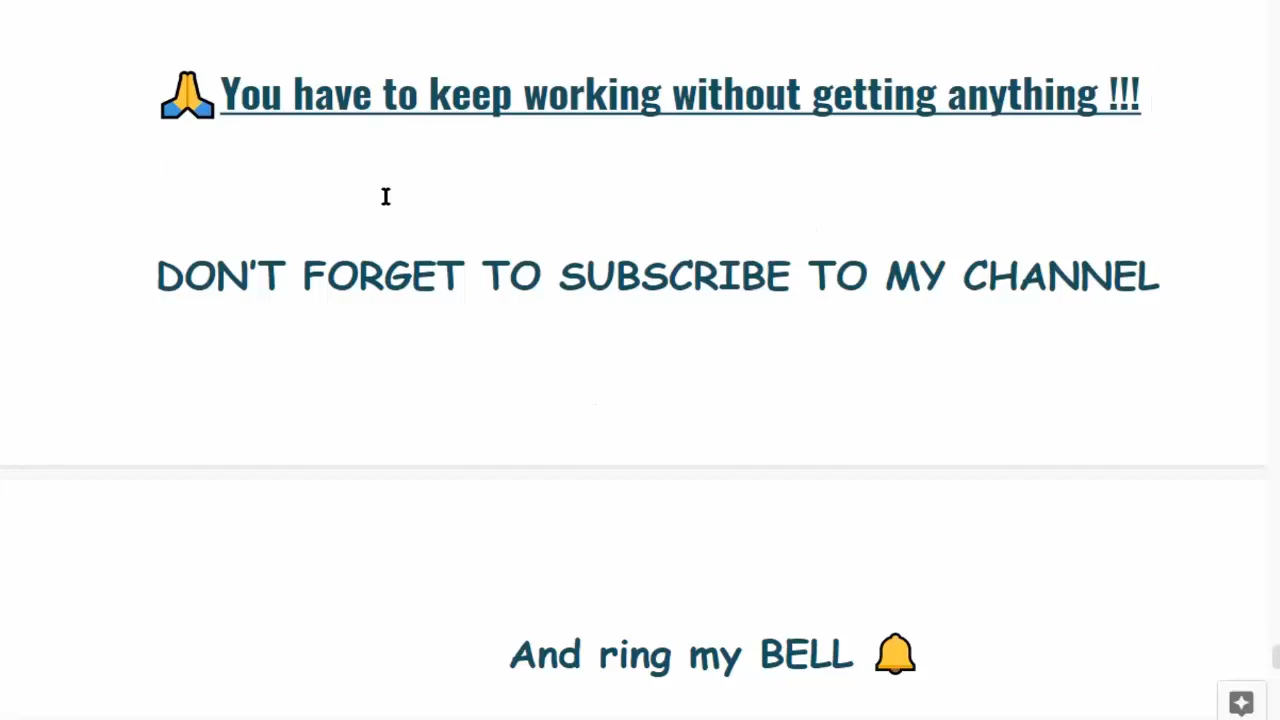 🙏You have to keep working without getting anything !!!
DON'T FORGET TO SUBSCRIBE TO MY CHANNEL
And ring my BELL 🔔